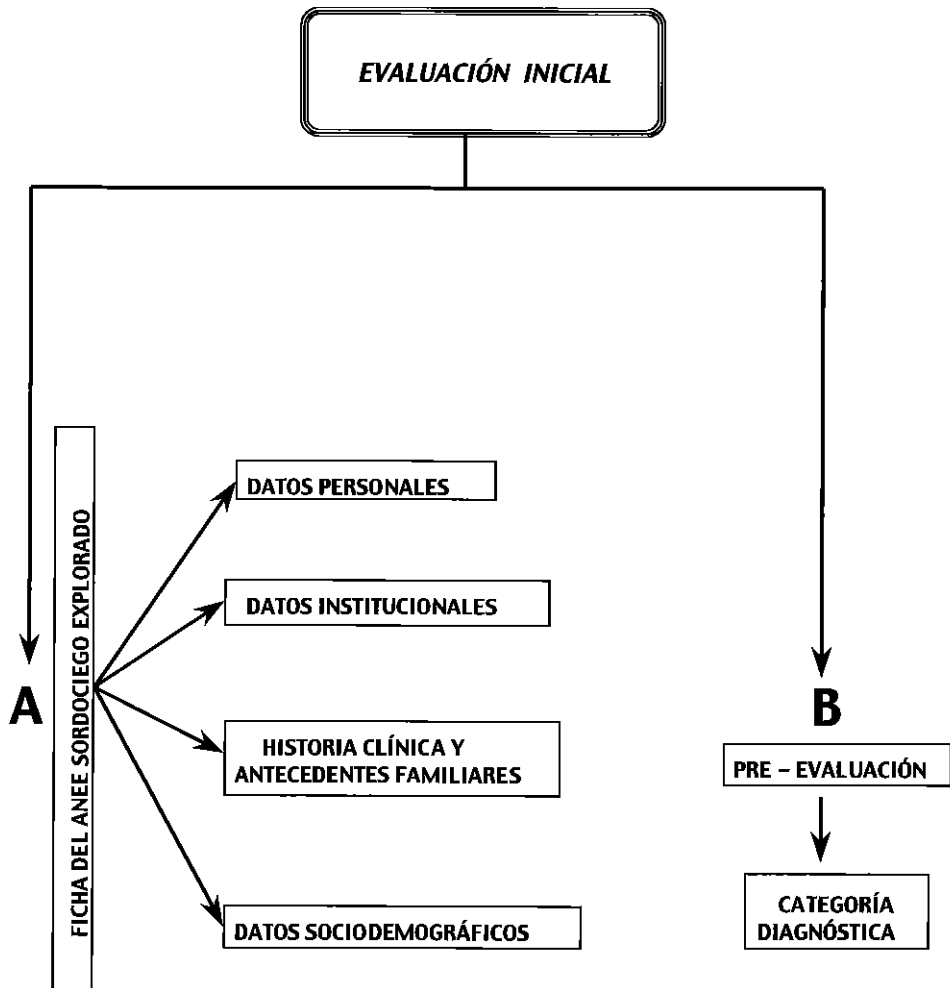 EVALUACIÓN INICIAL
A
FICHA DEL ANEE SORDOCIEGO EXPLORADO
DATOS PERSONALES
DATOS INSTITUCIONALES
HISTORIA CLÍNICA Y
ANTECEDENTES FAMILIARES
DATOS SOCIODEMOGRÁFICOS
B
PRE – EVALUACIÓN
CATEGORÍA
DIAGNÓSTICA